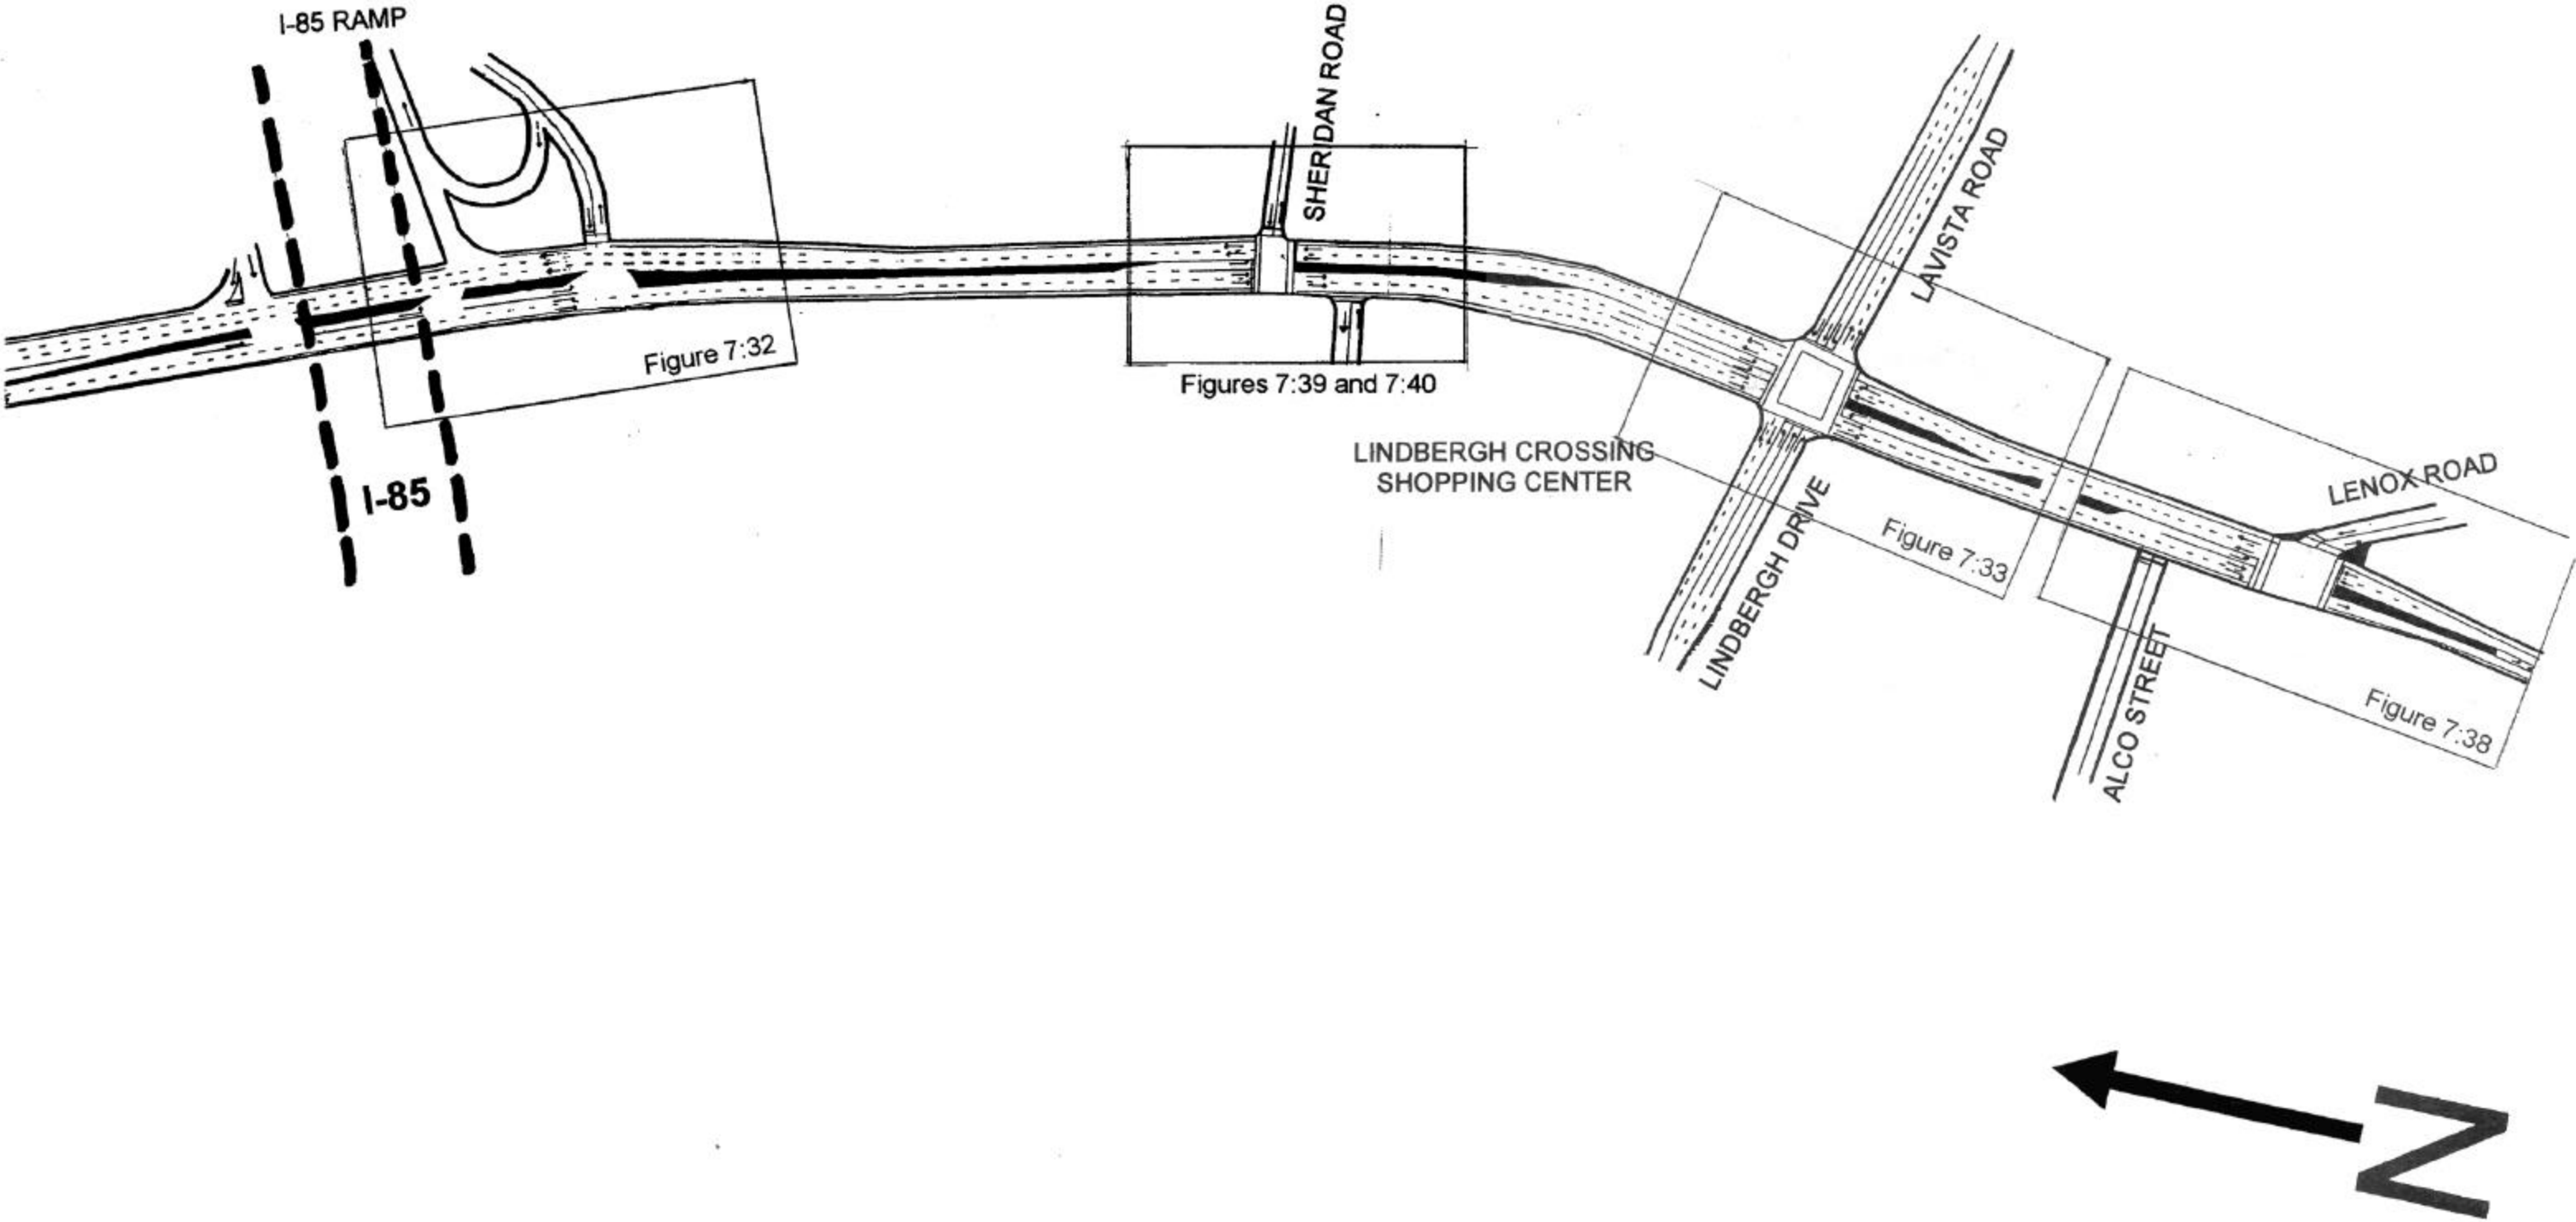 I-85 RAMP
SHERIDAN ROAD
LAVISTA ROAD
Figure 7:32
Figures 7:39 and 7:40
LINDBERGH CROSSING
SHOPPING CENTER
I-85
LENOX ROAD
Figure 7:33
LINDBERGH DRIVE
ALCO STREET
Figure 7:38
N